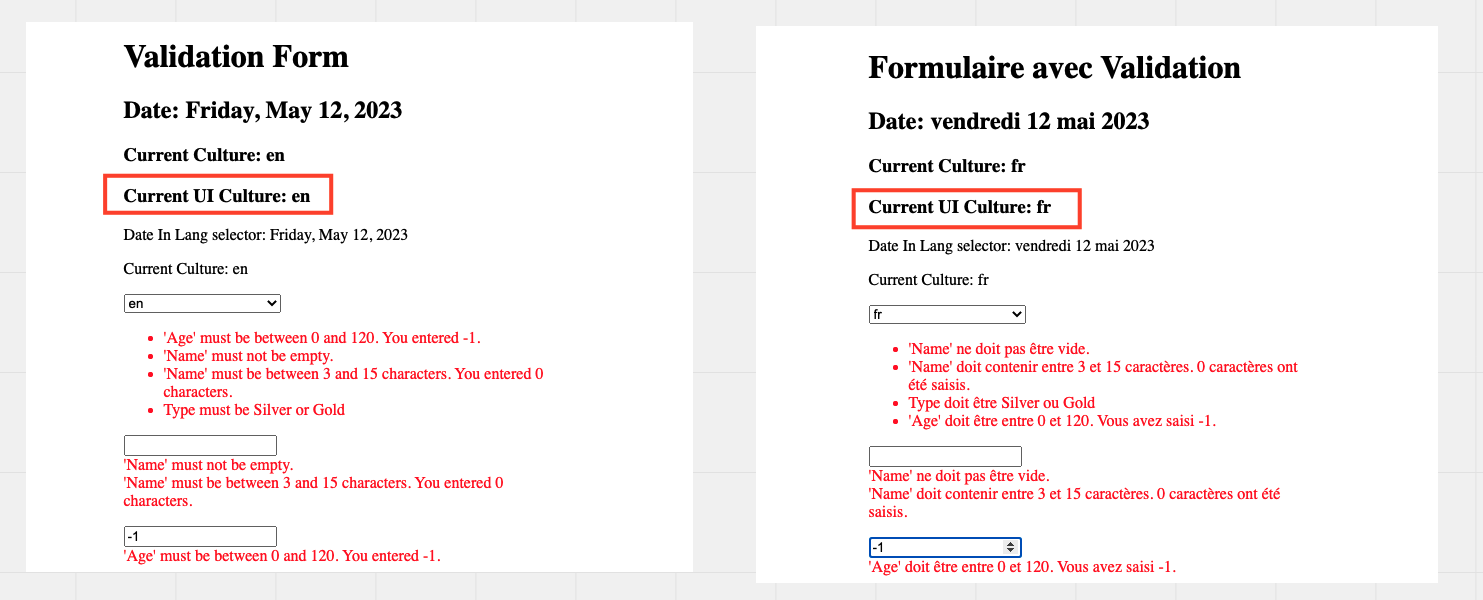 Validation Form
Date: Friday, May 12, 2023
Current Culture: en
Current UI Culture: en
Date In Lang selector: Friday, May 12, 2023
Current Culture: en
en
'Age' must be between 0 and 120. You entered -1.
'Name' must not be empty.
'Name' must be between 3 and 15 characters. You entered 0
characters.
Type must be Silver or Gold
'Name' must not be empty.
'Name' must be between 3 and 15 characters. You entered 0
characters.
-1
'Age' must be between 0 and 120. You entered -1.
Formulaire avec Validation
Date: vendredi 12 mai 2023
Current Culture: fr
Current UI Culture: fr
Date In Lang selector: vendredi 12 mai 2023
Current Culture: fr
fr
'Name' ne doit pas être vide.
'Name' doit contenir entre 3 et 15 caractères. 0 caractères ont
été saisis.
Type doit être Silver ou Gold
'Age' doit être entre 0 et 120. Vous avez saisi -1.
'Name' ne doit pas être vide.
'Name' doit contenir entre 3 et 15 caractères. 0 caractères ont été
saisis.
-1
'Age' doit être entre 0 et 120. Vous avez saisi -1.